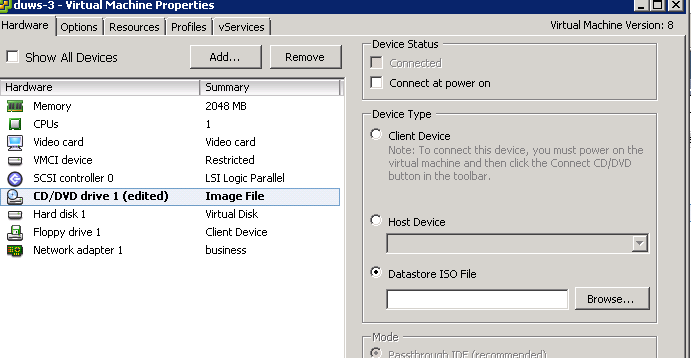 duws-3 - Virtual Machine Properties
Hardware Options Resources Profiles vServices
Virtual Machine Version: 8
Show All Devices Add... Remove
Hardware Summary
Memory 2048 MB
CPUs 1
Video card Video card
VMCI device Restricted
SCSI controller 0 LSI Logic Parallel
CD/DVD drive 1 (edited) Image File
Hard disk 1 Virtual Disk
Floppy drive 1 Client Device
Network adapter 1 business
Device Status
Connected
Connect at power on
Device Type
Client Device
Note: To connect this device, you must power on the
virtual machine and then click the Connect CD/DVD
button in the toolbar.
Host Device
Datastore ISO File
Browse...
Mode
Passthrough IDE (recommended)